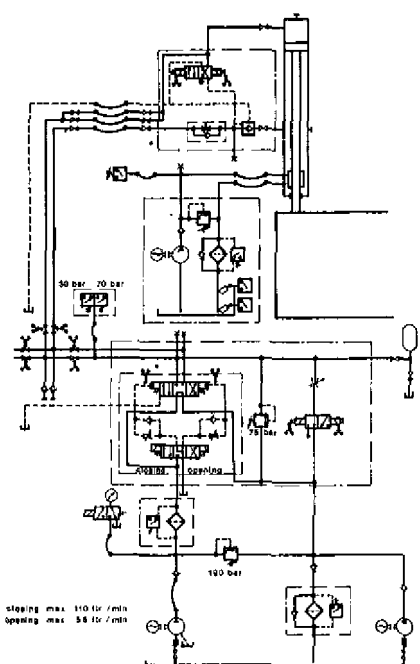 50 bar 70 bar
75 bar
closing opening
190 bar
closing max 110 ltr/min
opening max 56 ltr/min